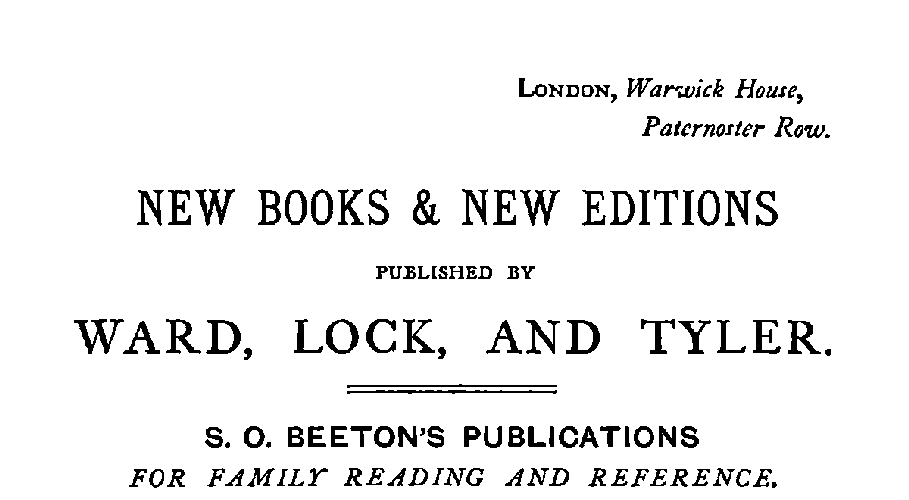 LONDON, Warwick House,
Paternoster Row.
NEW BOOKS & NEW EDITIONS
PUBLISHED BY
WARD, LOCK, AND TYLER.
S. O. BEETON'S PUBLICATIONS
FOR FAMILY READING AND REFERENCE.